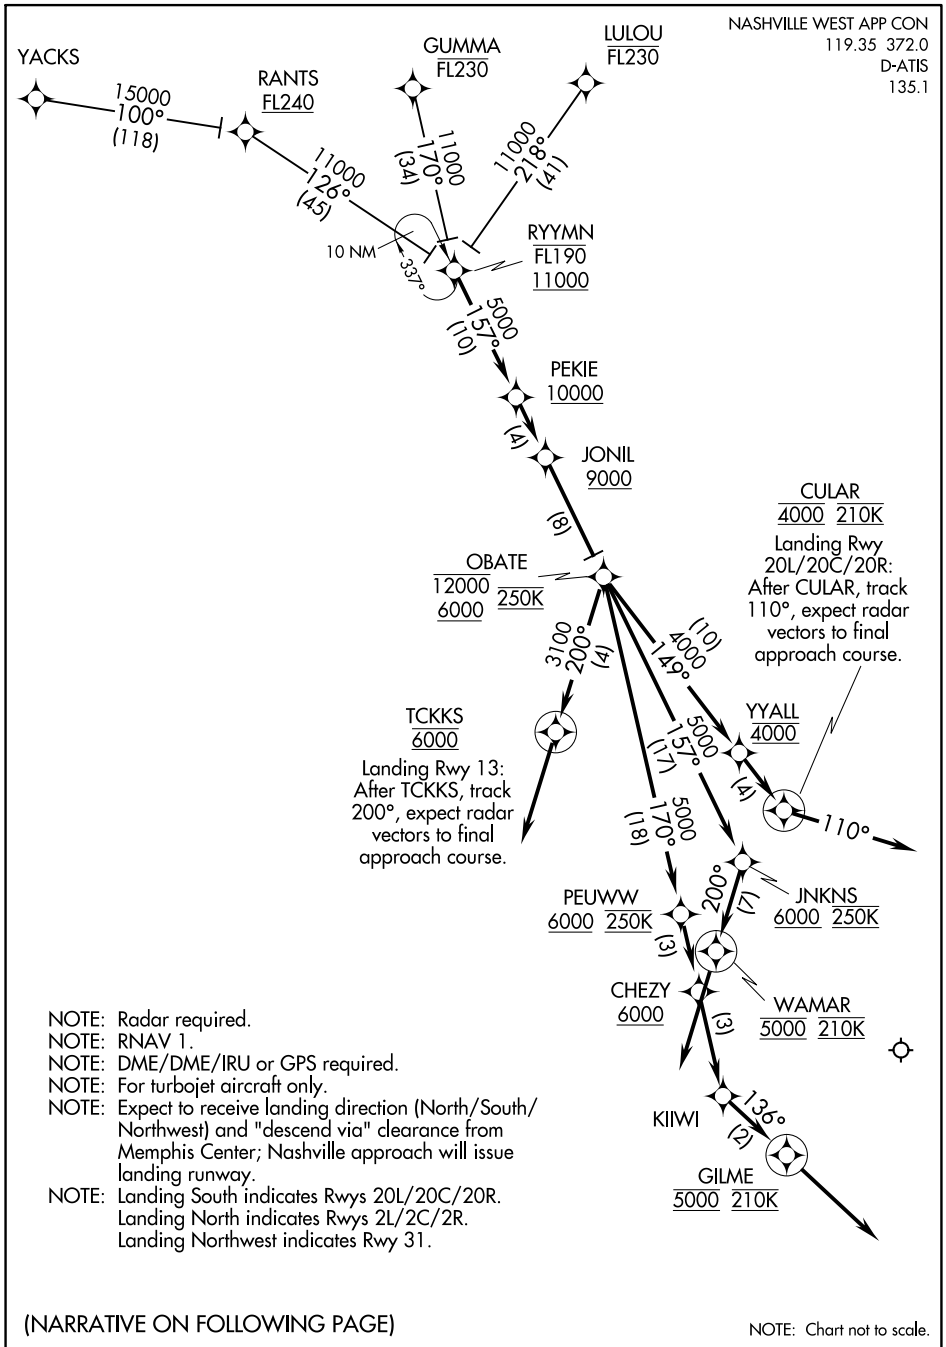 NASHVILLE WEST APP CON
119.35 372.0
D-ATIS
135.1
YACKS
RANTS
FL240
GUMMA
FL230
LULOU
FL230
15000
100°
(118)
11000
126°
(45)
11000
170°
(34)
11000
218°
(41)
10 NM
337°
RYYMN
FL190
11000
5000
157°
(10)
PEKIE
10000
(4)
JONIL
9000
(8)
OBATE
12000
6000 250K
CULAR
4000 210K
Landing Rwy
20L/20C/20R:
After CULAR, track
110°, expect radar
vectors to final
approach course.
3100
200°
(4)
(10)
4000
149°
5000
157°
(17)
5000
170°
(18)
TCKKS
6000
Landing Rwy 13:
After TCKKS, track
200°, expect radar
vectors to final
approach course.
YYALL
4000
(4)
110°
PEUWW
6000 250K
(3)
200°
(7)
JNKNS
6000 250K
CHEZY
6000
(3)
WAMAR
5000 210K
KIIWI
136°
(2)
GILME
5000 210K
NOTE: Radar required.
NOTE: RNAV 1.
NOTE: DME/DME/IRU or GPS required.
NOTE: For turbojet aircraft only.
NOTE: Expect to receive landing direction (North/South/
Northwest) and "descend via" clearance from
Memphis Center; Nashville approach will issue
landing runway.
NOTE: Landing South indicates Rwys 20L/20C/20R.
Landing North indicates Rwys 2L/2C/2R.
Landing Northwest indicates Rwy 31.
(NARRATIVE ON FOLLOWING PAGE)
NOTE: Chart not to scale.